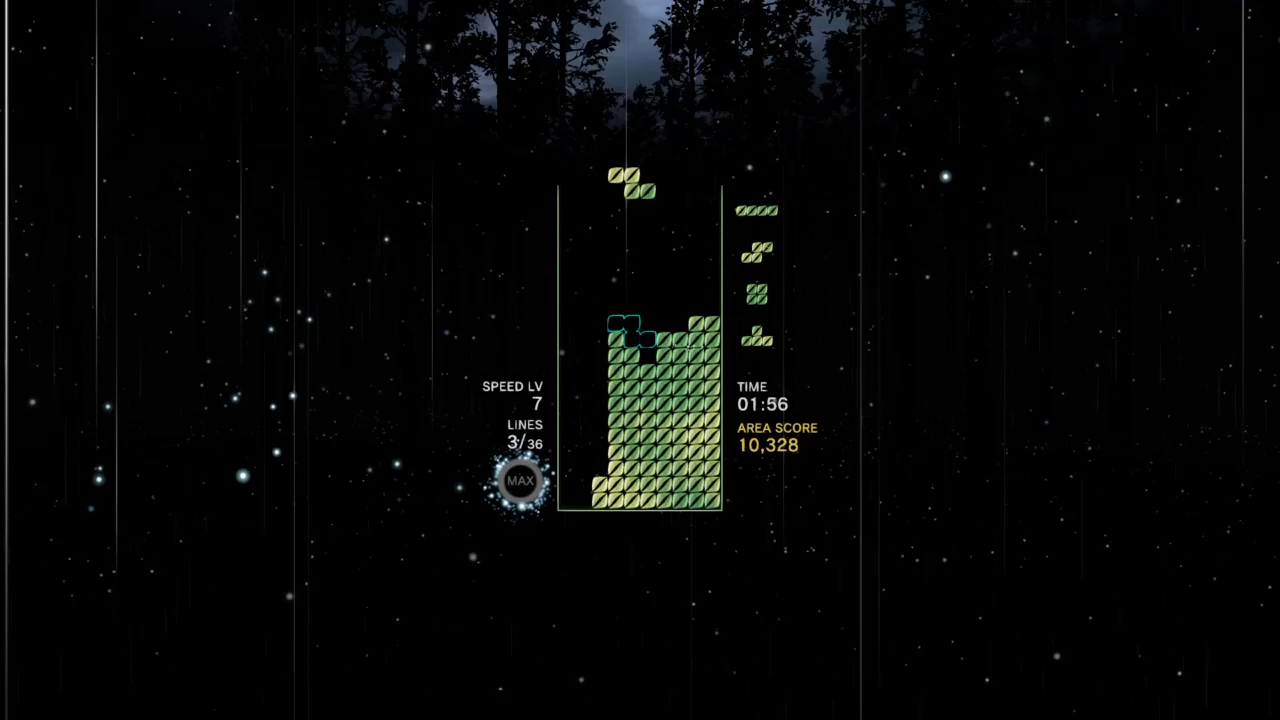 SPEED LV
7
LINES
3/36
MAX
TIME
01:56
AREA SCORE
10,328